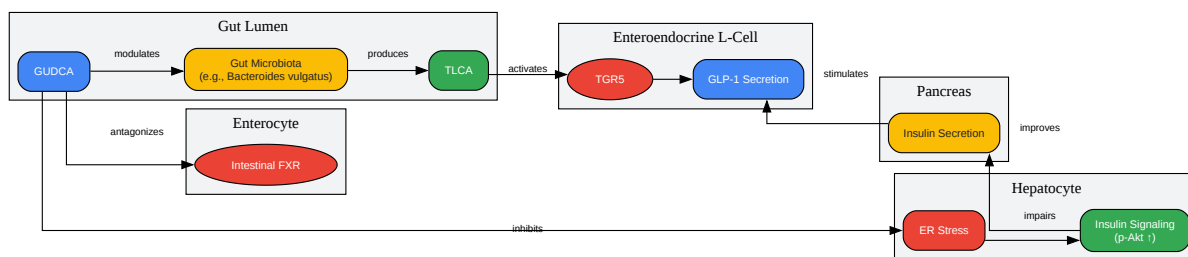 Gut Lumen
GUDCA
modulates
Gut Microbiota
(e.g., Bacteroides vulgatus)
produces
TLCA
activates
Enteroendocrine L-Cell
TGR5
GLP-1 Secretion
stimulates
Pancreas
Insulin Secretion
improves
antagonizes
Enterocyte
Intestinal FXR
Hepatocyte
inhibits
ER Stress
impairs
Insulin Signaling
(p-Akt ↑)